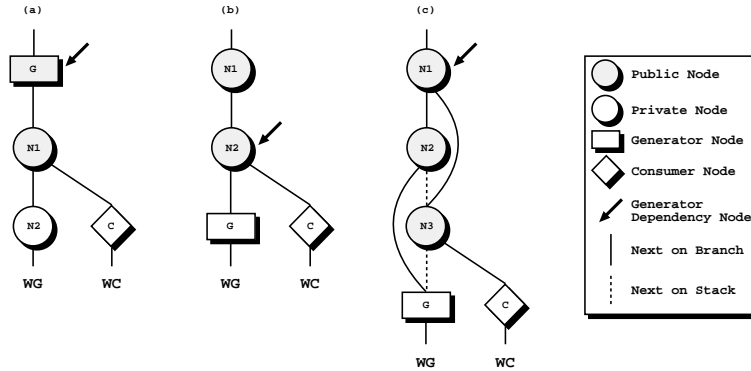 (a)
(b)
(c)
G
N1
N2
C
WG
WC
N1
N2
G
C
WG
WC
N1
N2
N3
G
C
WG
WC
Public Node
Private Node
Generator Node
Consumer Node
Generator
Dependency Node
Next on Branch
Next on Stack